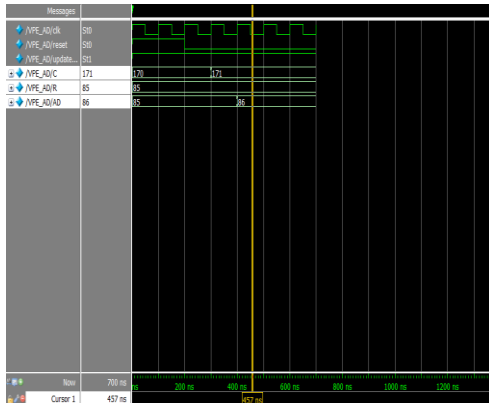 Messages
/VPE_AD/clk St0
/VPE_AD/reset St0
/VPE_AD/update... St1
/VPE_AD/C 171 170 171
/VPE_AD/R 85 85
/VPE_AD/AD 86 85 86
Now 700 ns ns 200 ns 400 ns 600 ns 800 ns 1000 ns 1200 ns
Cursor 1 457 ns 457 ns